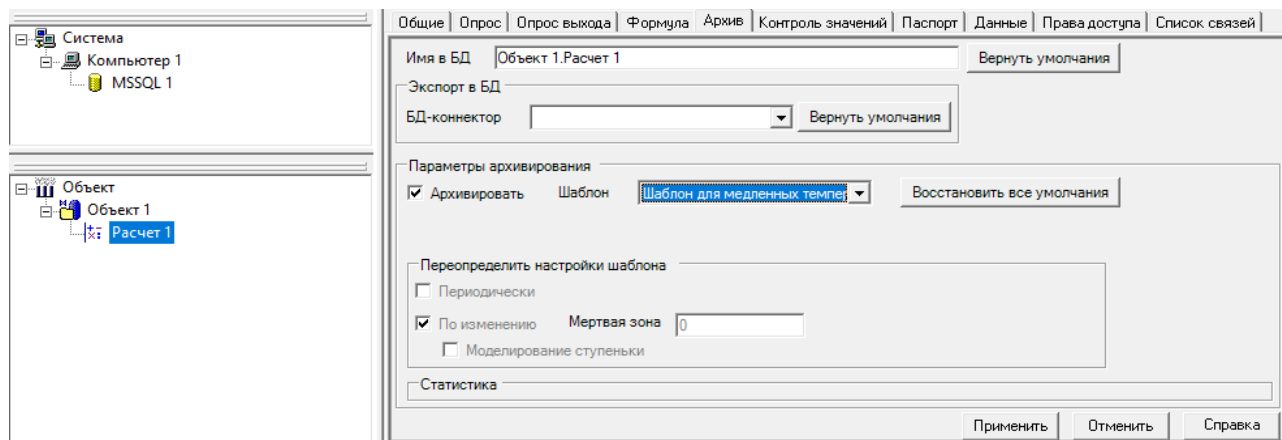 Система
Компьютер 1
MSSQL 1
Объект
Объект 1
Расчет 1
Общие Опрос Опрос выхода Формула Архив Контроль значений Паспорт Данные Права доступа Список связей
Имя в БД Объект 1.Расчет 1 Вернуть умолчания
Экспорт в БД
БД-коннектор Вернуть умолчания
Параметры архивирования
Архивировать Шаблон Шаблон для медленных темпе Восстановить все умолчания
Переопределить настройки шаблона
Периодически
По изменению Мертвая зона 0
Моделирование ступеньки
Статистика
Применить Отменить Справка